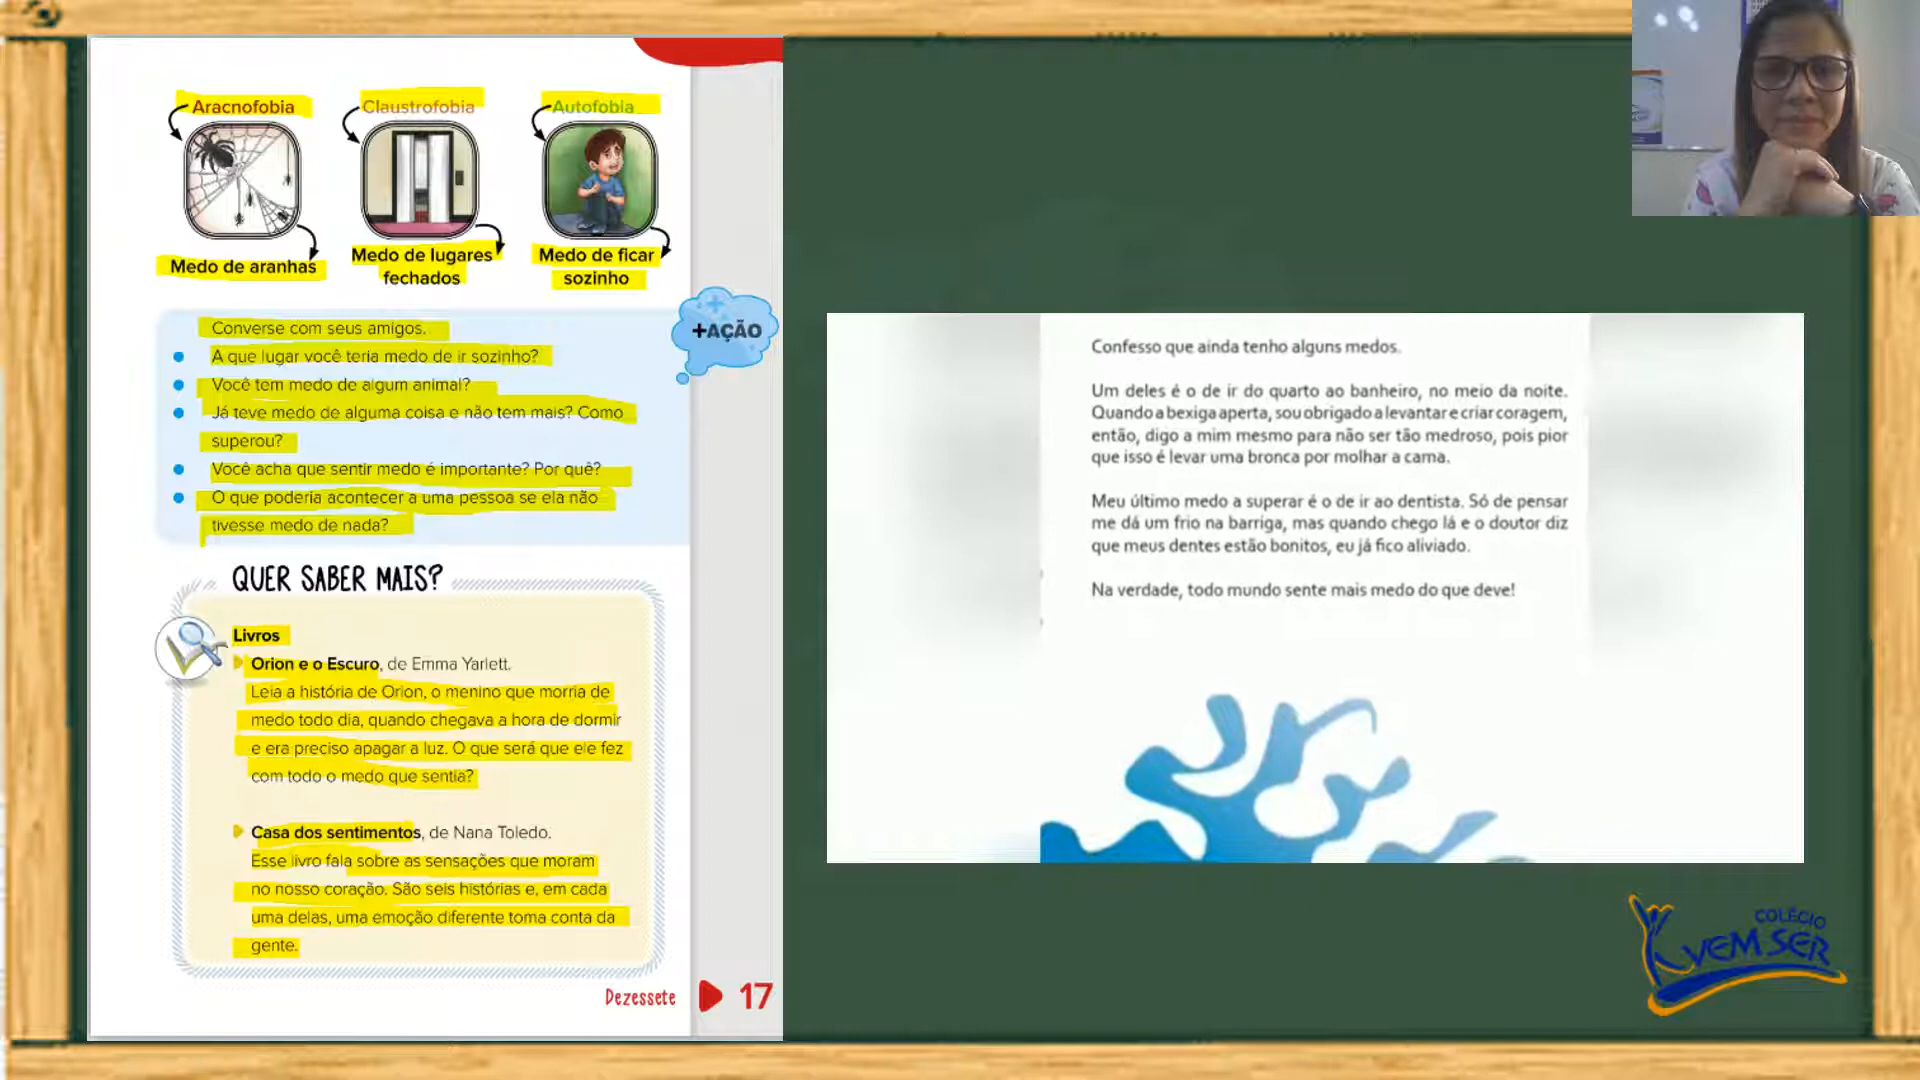 Aracnofobia
Claustrofobia
Autofobia
Medo de aranhas
Medo de lugares
fechados
Medo de ficar
sozinho
+AÇÃO
Converse com seus amigos.
A que lugar você teria medo de ir sozinho?
Você tem medo de algum animal?
Já teve medo de alguma coisa e não tem mais? Como
superou?
Você acha que sentir medo é importante? Por quê?
O que poderia acontecer a uma pessoa se ela não
tivesse medo de nada?
QUER SABER MAIS?
Livros
Orion e o Escuro, de Emma Yarlett.
Leia a história de Orion, o menino que morria de
medo todo dia, quando chegava a hora de dormir
e era preciso apagar a luz. O que será que ele fez
com todo o medo que sentia?
Casa dos sentimentos, de Nana Toledo.
Esse livro fala sobre as sensações que moram
no nosso coração. São seis histórias e, em cada
uma delas, uma emoção diferente toma conta da
gente.
Dezessete 17
Confesso que ainda tenho alguns medos.
Um deles é o de ir do quarto ao banheiro, no meio da noite.
Quando a bexiga aperta, sou obrigado a levantar e criar coragem,
então, digo a mim mesmo para não ser tão medroso, pois pior
que isso é levar uma bronca por molhar a cama.
Meu último medo a superar é o de ir ao dentista. Só de pensar
me dá um frio na barriga, mas quando chego lá e o doutor diz
que meus dentes estão bonitos, eu já fico aliviado.
Na verdade, todo mundo sente mais medo do que deve!
COLÉGIO
VEM SER